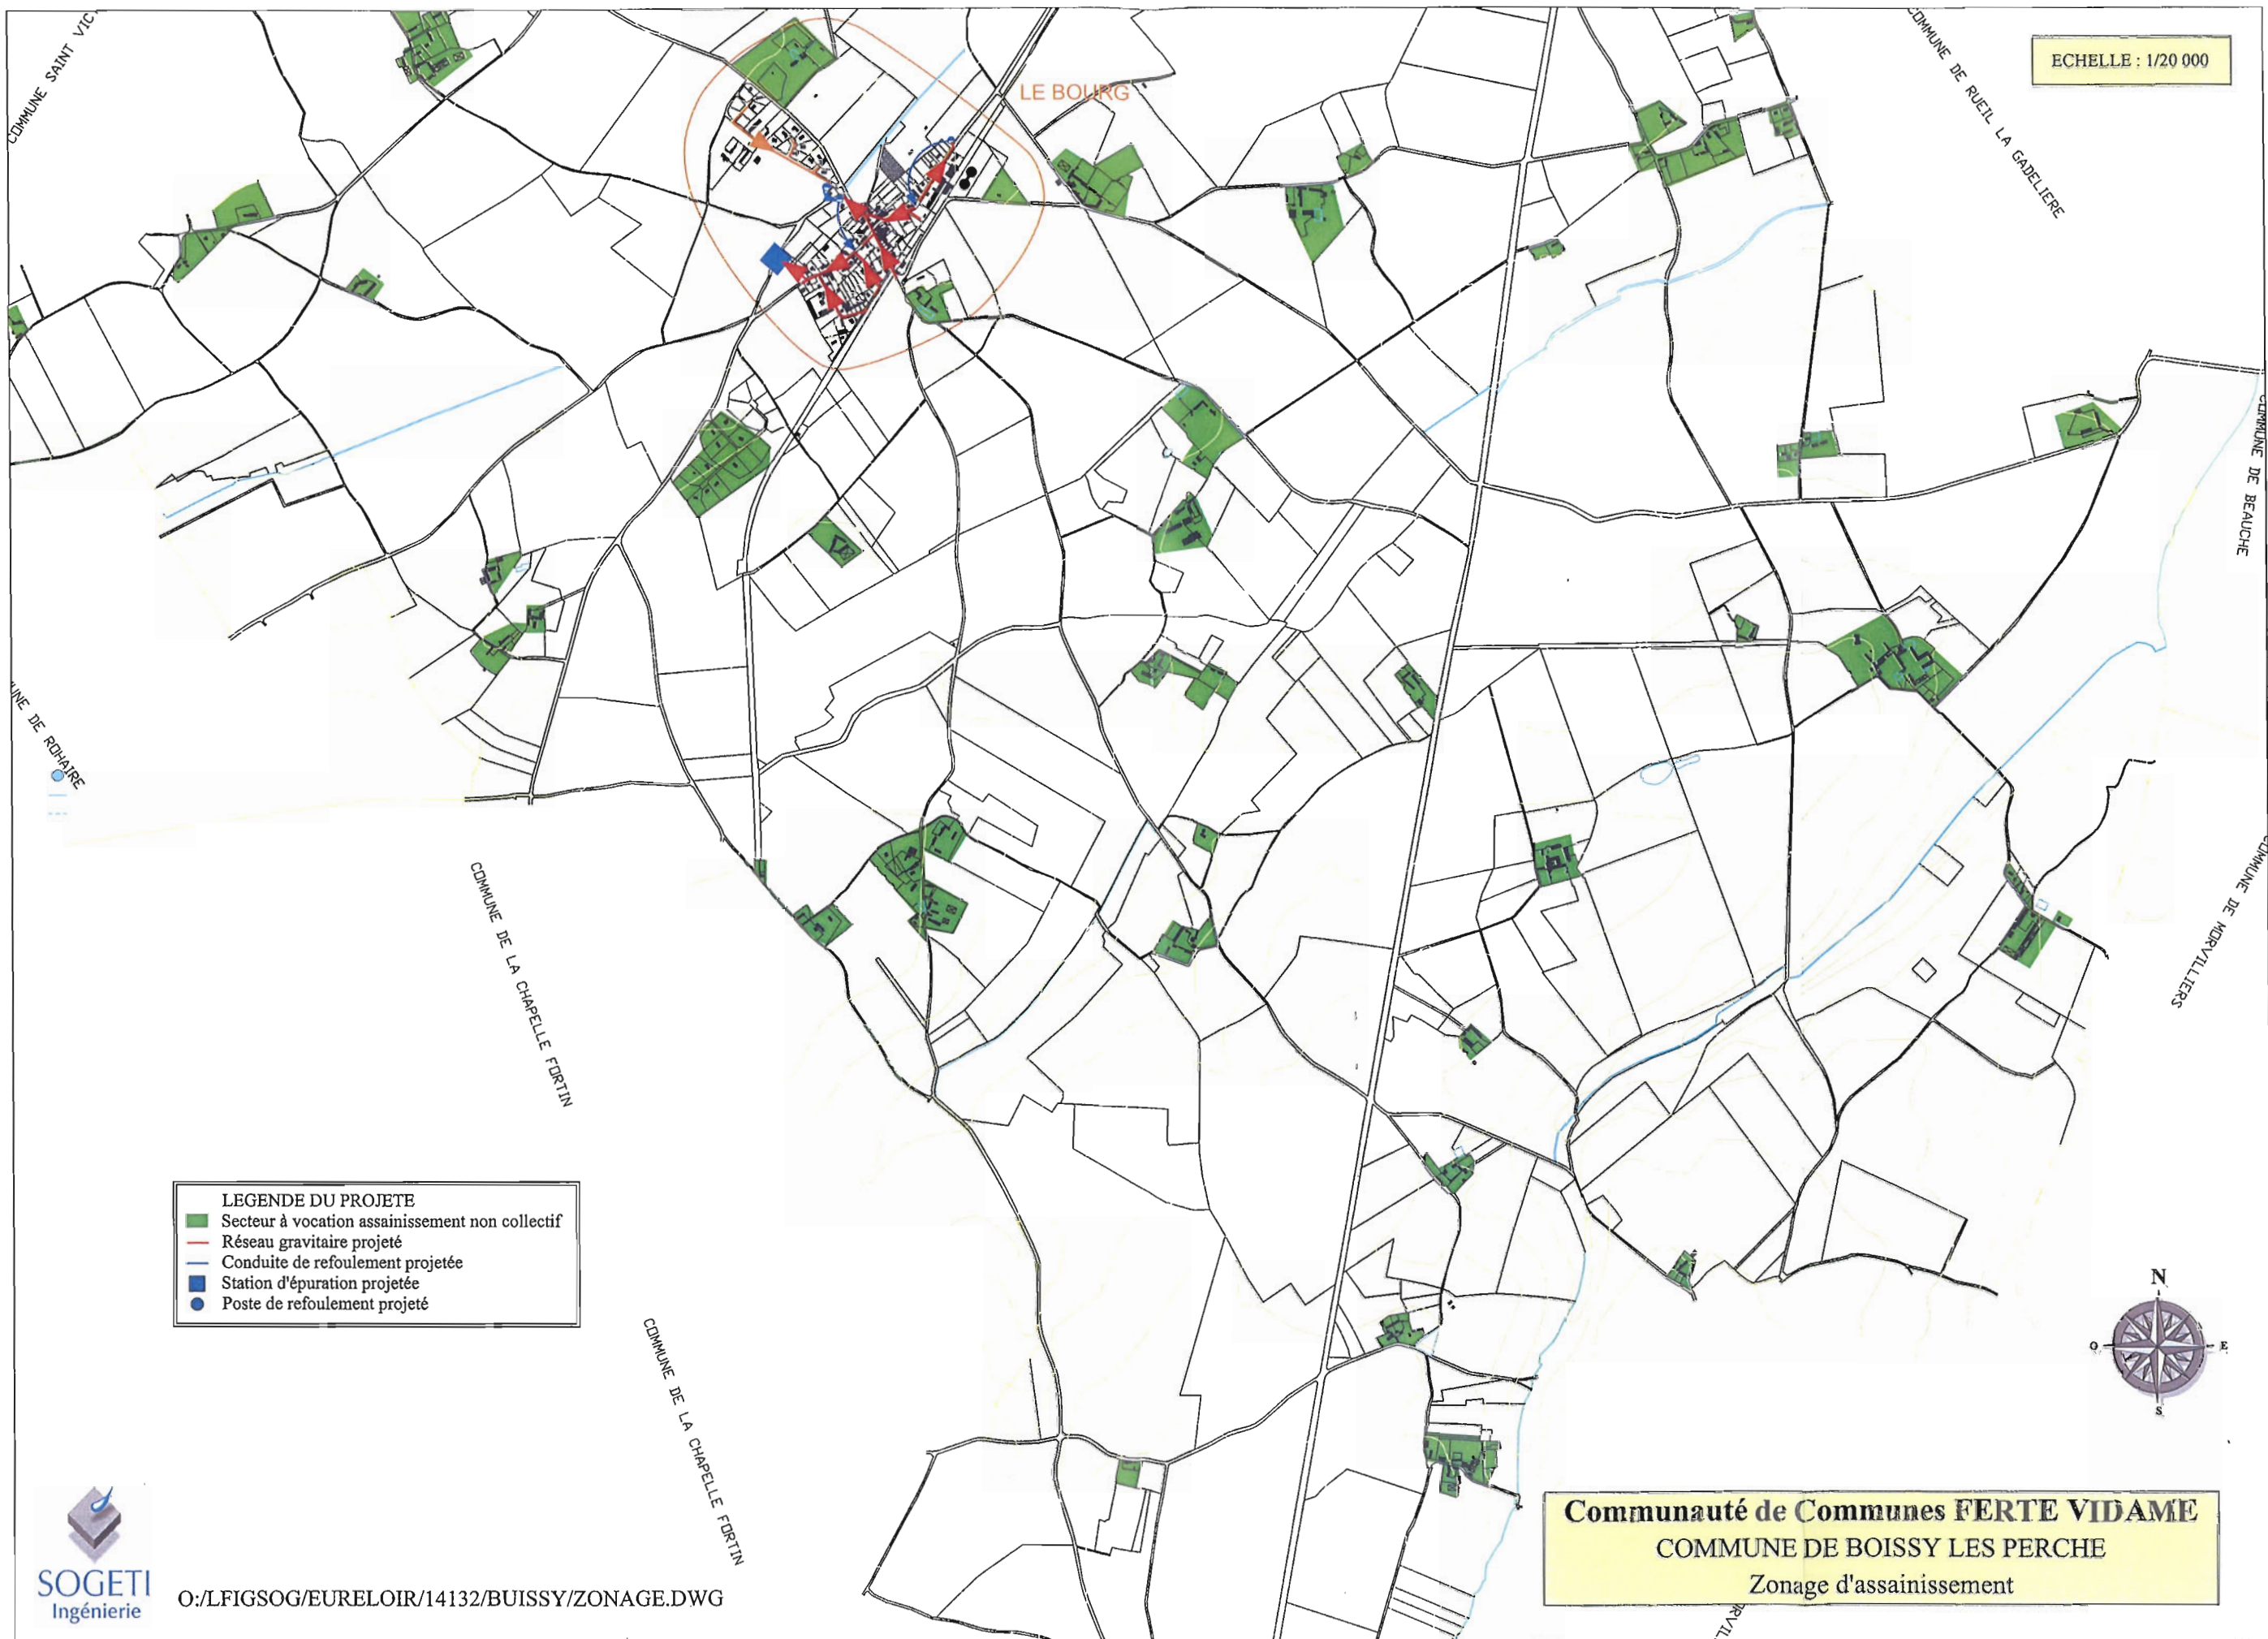 COMMUNE SAINT VIC
LE BOURG
COMMUNE DE RUEIL LA GADELIERE
ECHELLE : 1/20 000
COMMUNE DE BEAUCHE
UNE DE ROHAIRE
COMMUNE DE MORVILLIERS
COMMUNE DE LA CHAPELLE FORTIN
LEGENDE DU PROJETE
Secteur à vocation assainissement non collectif
Réseau gravitaire projeté
Conduite de refoulement projetée
Station d'épuration projetée
Poste de refoulement projeté
COMMUNE DE LA CHAPELLE FORTIN
N
O
E
S
SOGETI
Ingénierie
O:/LFIGSOG/EURELOIR/14132/BUISSY/ZONAGE.DWG
Communauté de Communes FERTE VIDAME
COMMUNE DE BOISSY LES PERCHE
Zonage d'assainissement